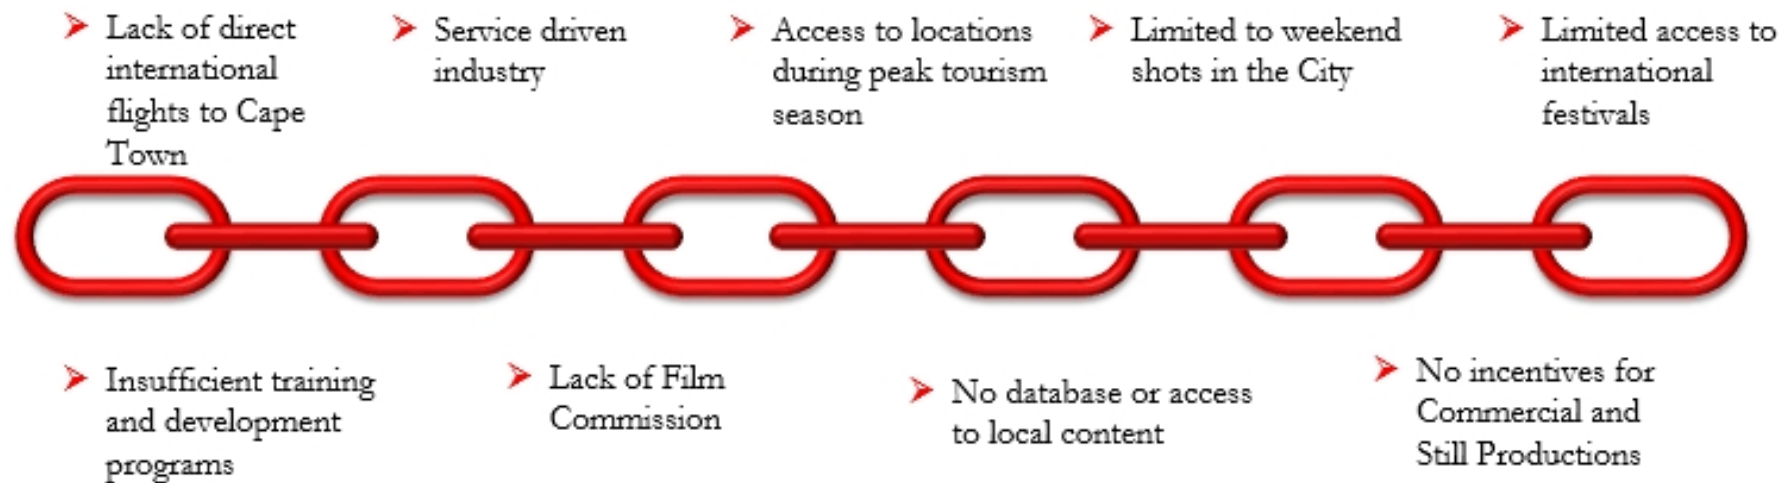 Lack of direct
international
flights to Cape
Town
Service driven
industry
Access to locations
during peak tourism
season
Limited to weekend
shots in the City
Limited access to
international
festivals
Insufficient training
and development
programs
Lack of Film
Commission
No database or access
to local content
No incentives for
Commercial and
Still Productions